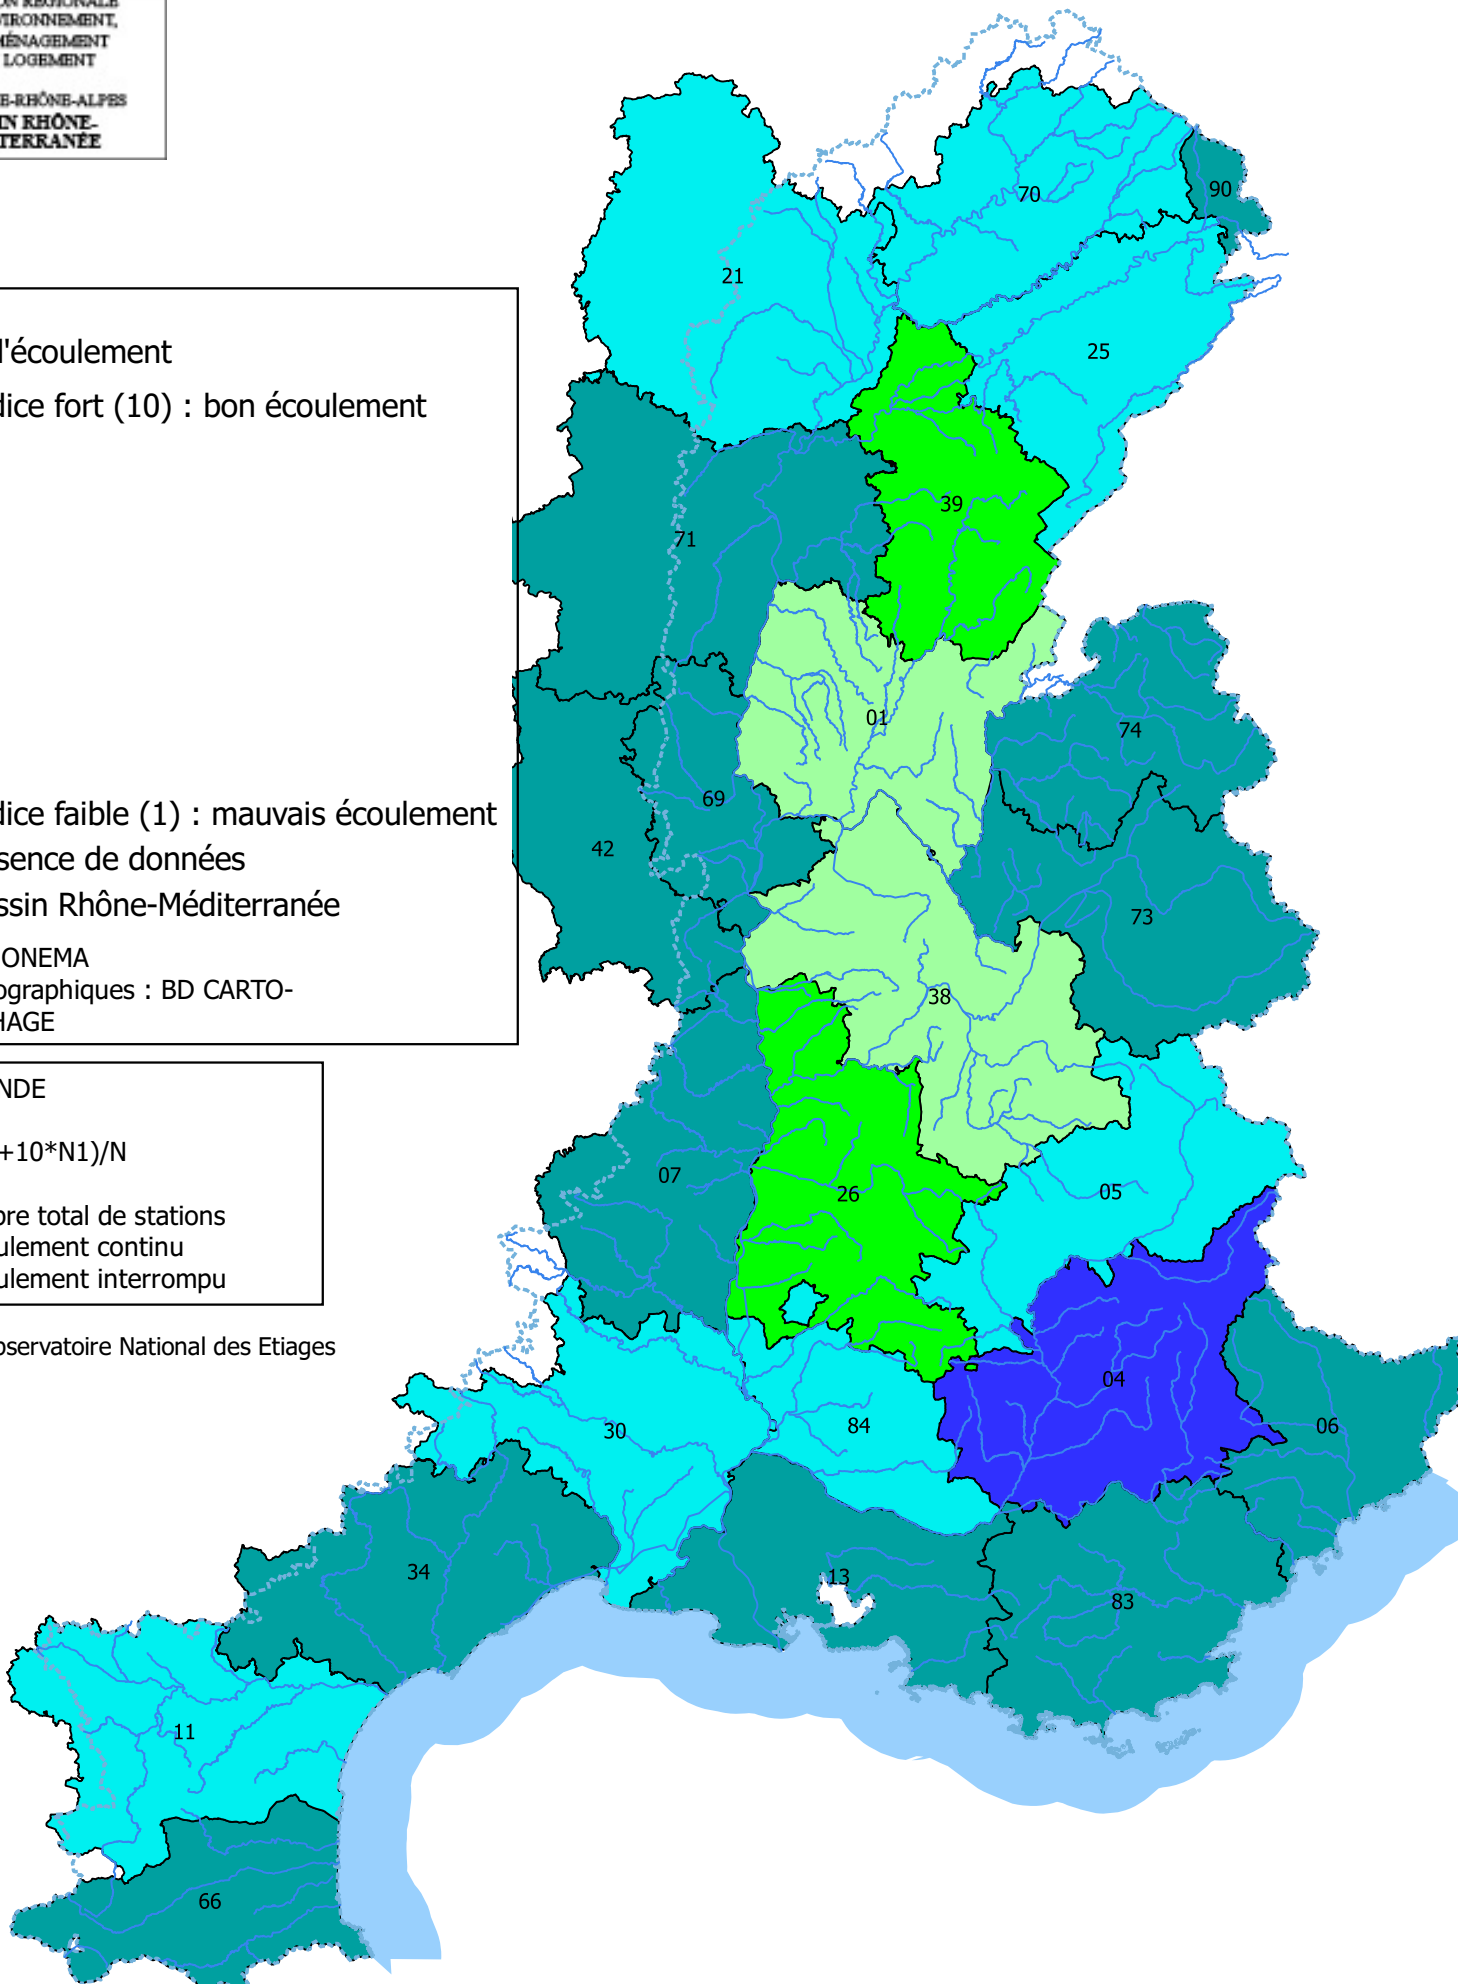 ON RÉGIONALE
VIRONNEMENT,
MÉNAGEMENT
LOGEMENT
E-RHÔNE-ALPES
IN RHÔNE-
TERRANÉE
l'écoulement
dice fort (10) : bon écoulement
dice faible (1) : mauvais écoulement
sence de données
ssin Rhône-Méditerranée
ONEMA
ographiques : BD CARTO-
HAGE
NDE
+10*N1)/N
bre total de stations
ulement continu
ulement interrompu
bservatoire National des Etiages
70
90
21
25
39
71
01
74
69
42
73
38
07
26
05
04
06
30
84
34
13
83
11
66